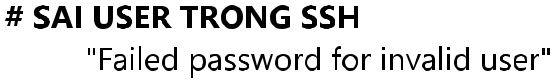 # SAI USER TRONG SSH
"Failed password for invalid user"